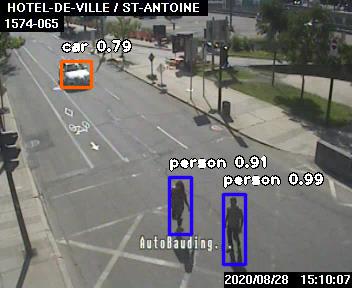 HOTEL-DE-VILLE / ST-ANTOINE
1574-065
car 0.79
person 0.91
person 0.99
AutoBauding.
2020/08/28 15:10:07